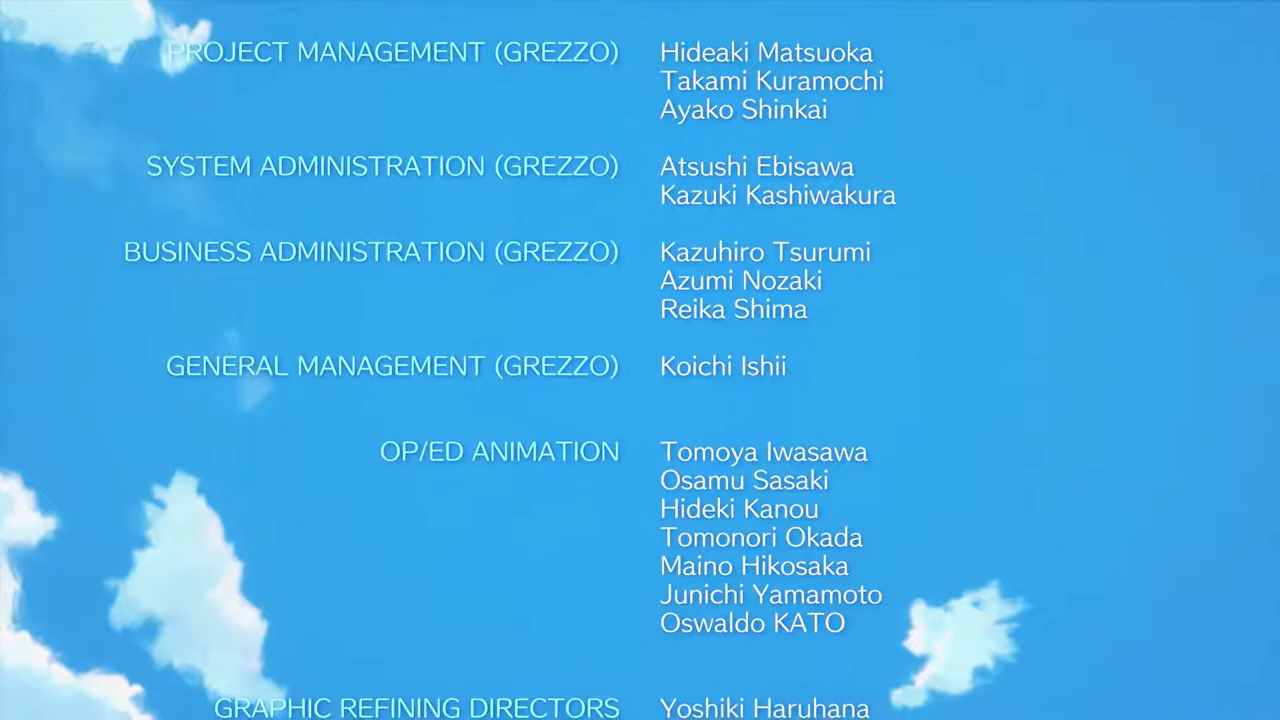 PROJECT MANAGEMENT (GREZZO) Hideaki Matsuoka
Takami Kuramochi
Ayako Shinkai
SYSTEM ADMINISTRATION (GREZZO) Atsushi Ebisawa
Kazuki Kashiwakura
BUSINESS ADMINISTRATION (GREZZO) Kazuhiro Tsurumi
Azumi Nozaki
Reika Shima
GENERAL MANAGEMENT (GREZZO) Koichi Ishii
OP/ED ANIMATION Tomoya Iwasawa
Osamu Sasaki
Hideki Kanou
Tomonori Okada
Maino Hikosaka
Junichi Yamamoto
Oswaldo KATO
GRAPHIC REFINING DIRECTORS Yoshiki Haruhana